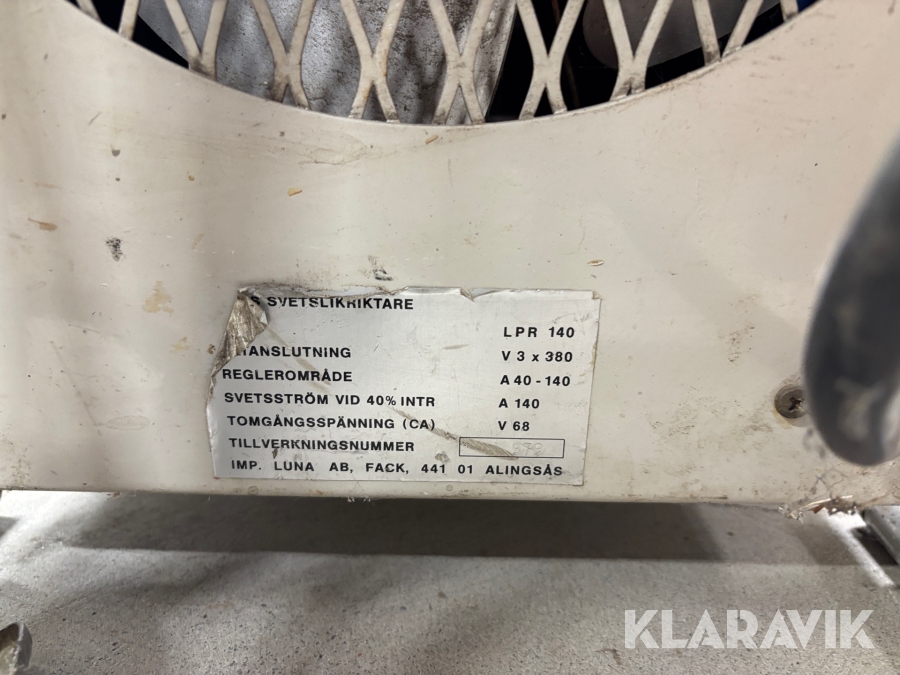 S SVETSLIKRIKTARE
LPR 140
TANSLUTNING V 3 x 380
REGLEROMRÅDE A 40 - 140
SVETSSTRÖM VID 40% INTR A 140
TOMGÅNGSSPÄNNING (CA) V 68
TILLVERKNINGSNUMMER
IMP. LUNA AB, FACK, 441 01 ALINGSÅS
KLARAVIK